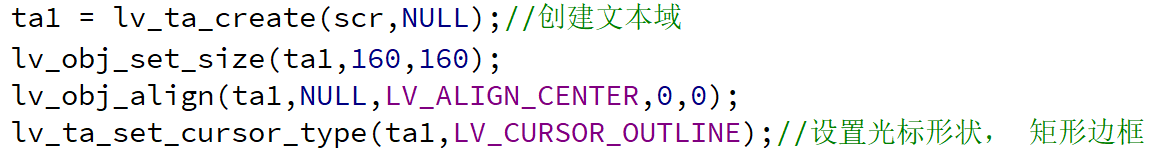 ta1 = lv_ta_create(scr,NULL);//创建文本域
lv_obj_set_size(ta1,160,160);
lv_obj_align(ta1,NULL,LV_ALIGN_CENTER,0,0);
lv_ta_set_cursor_type(ta1,LV_CURSOR_OUTLINE);//设置光标形状， 矩形边框